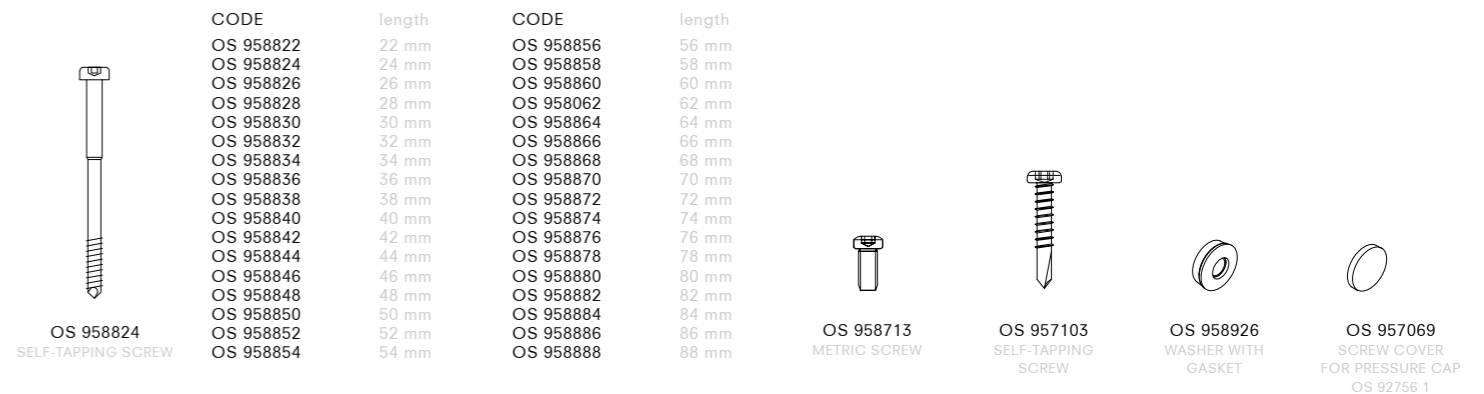 CODE length CODE length
OS 958822 22 mm OS 958856 56 mm
OS 958824 24 mm OS 958858 58 mm
OS 958826 26 mm OS 958860 60 mm
OS 958828 28 mm OS 958062 62 mm
OS 958830 30 mm OS 958864 64 mm
OS 958832 32 mm OS 958866 66 mm
OS 958834 34 mm OS 958868 68 mm
OS 958836 36 mm OS 958870 70 mm
OS 958838 38 mm OS 958872 72 mm
OS 958840 40 mm OS 958874 74 mm
OS 958842 42 mm OS 958876 76 mm
OS 958844 44 mm OS 958878 78 mm
OS 958846 46 mm OS 958880 80 mm
OS 958848 48 mm OS 958882 82 mm
OS 958850 50 mm OS 958884 84 mm
OS 958852 52 mm OS 958886 86 mm
OS 958854 54 mm OS 958888 88 mm
OS 958824
SELF-TAPPING SCREW
OS 958713
METRIC SCREW
OS 957103
SELF-TAPPING
SCREW
OS 958926
WASHER WITH
GASKET
OS 957069
SCREW COVER
FOR PRESSURE CAP
OS 92756 1